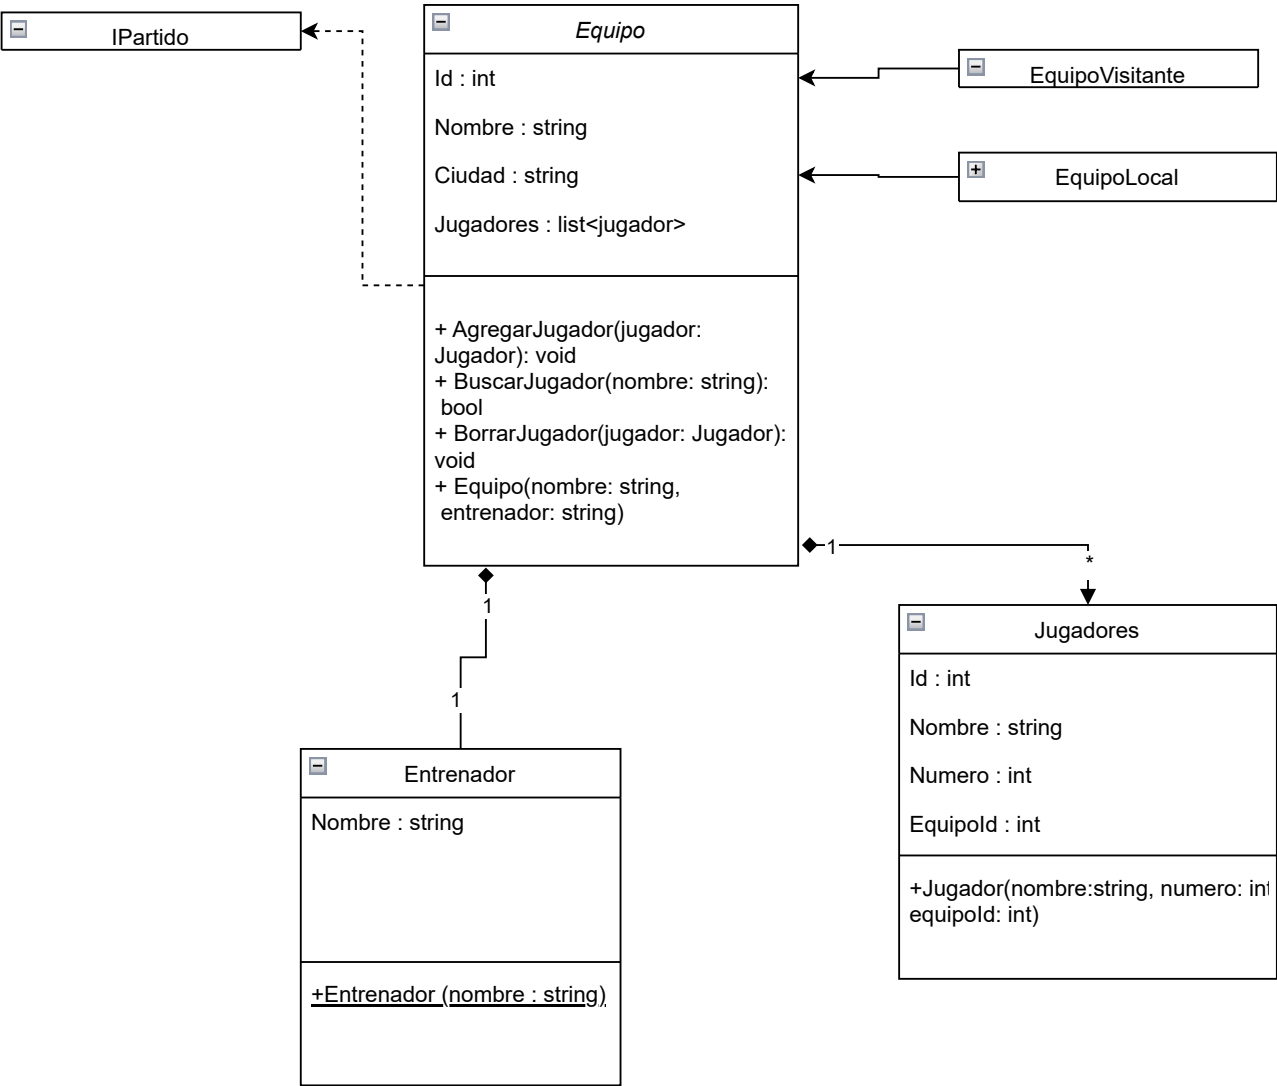 IPartido
Equipo
Id : int
Nombre : string
Ciudad : string
Jugadores : list<jugador>
+ AgregarJugador(jugador:
Jugador): void
+ BuscarJugador(nombre: string):
bool
+ BorrarJugador(jugador: Jugador):
void
+ Equipo(nombre: string,
entrenador: string)
EquipoVisitante
EquipoLocal
1
*
1
1
Entrenador
Nombre : string
+Entrenador (nombre : string)
Jugadores
Id : int
Nombre : string
Numero : int
EquipoId : int
+Jugador(nombre:string, numero: int
equipoId: int)